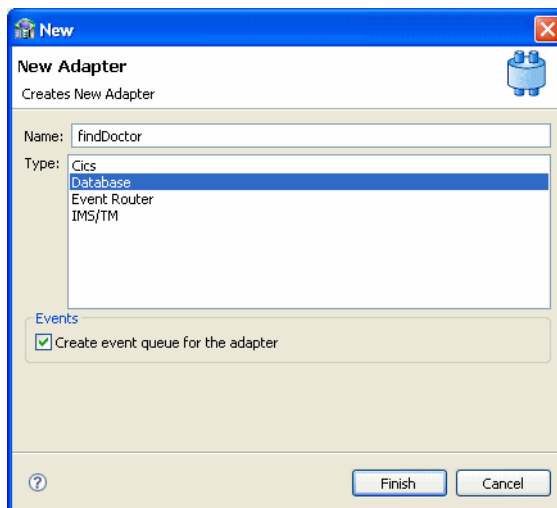 New
New Adapter
Creates New Adapter
Name: findDoctor
Type: Cics
Database
Event Router
IMS/TM
Events
Create event queue for the adapter
Finish Cancel